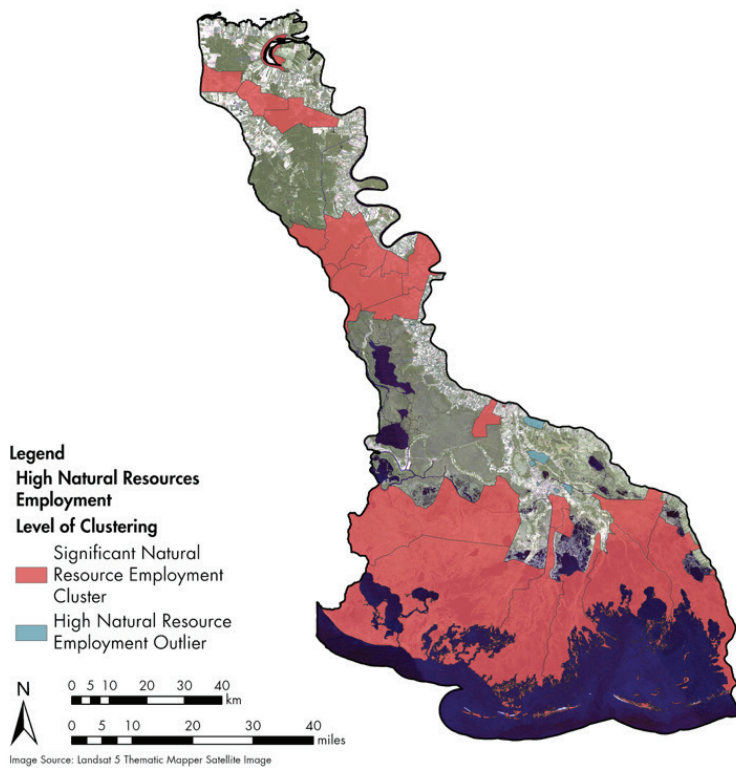 Legend
High Natural Resources
Employment
Level of Clustering
Significant Natural
Resource Employment
Cluster
High Natural Resource
Employment Outlier
N
0 5 10 20 30 40
km
0 5 10 20 30 40
miles
Image Source: Landsat 5 Thematic Mapper Satellite Image